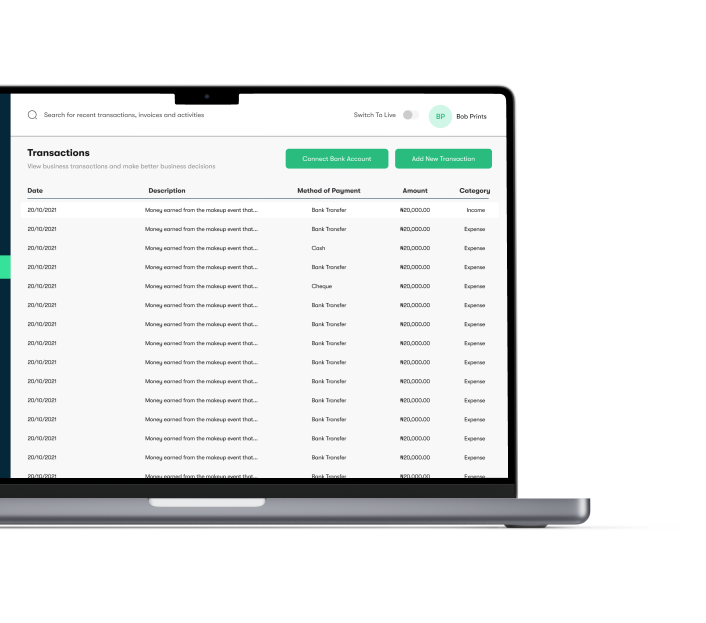 Search for recent transactions, invoices and activities
Switch To Live
BP
Bob Prints
Transactions
View business transactions and make better business decisions
Connect Bank Account
Add New Transaction
Date Description Method of Payment Amount Category
20/10/2021 Money earned from the makeup event that... Bank Transfer ₦20,000.00 Income
20/10/2021 Money earned from the makeup event that... Bank Transfer ₦20,000.00 Expense
20/10/2021 Money earned from the makeup event that... Cash ₦20,000.00 Expense
20/10/2021 Money earned from the makeup event that... Bank Transfer ₦20,000.00 Expense
20/10/2021 Money earned from the makeup event that... Cheque ₦20,000.00 Expense
20/10/2021 Money earned from the makeup event that... Bank Transfer ₦20,000.00 Expense
20/10/2021 Money earned from the makeup event that... Bank Transfer ₦20,000.00 Expense
20/10/2021 Money earned from the makeup event that... Bank Transfer ₦20,000.00 Expense
20/10/2021 Money earned from the makeup event that... Bank Transfer ₦20,000.00 Expense
20/10/2021 Money earned from the makeup event that... Bank Transfer ₦20,000.00 Expense
20/10/2021 Money earned from the makeup event that... Bank Transfer ₦20,000.00 Expense
20/10/2021 Money earned from the makeup event that... Bank Transfer ₦20,000.00 Expense
20/10/2021 Money earned from the makeup event that... Bank Transfer ₦20,000.00 Expense
20/10/2021 Money earned from the makeup event that... Bank Transfer ₦20,000.00 Expense
20/10/2021 Money earned from the makeup event that... Bank Transfer ₦20,000.00 Expense